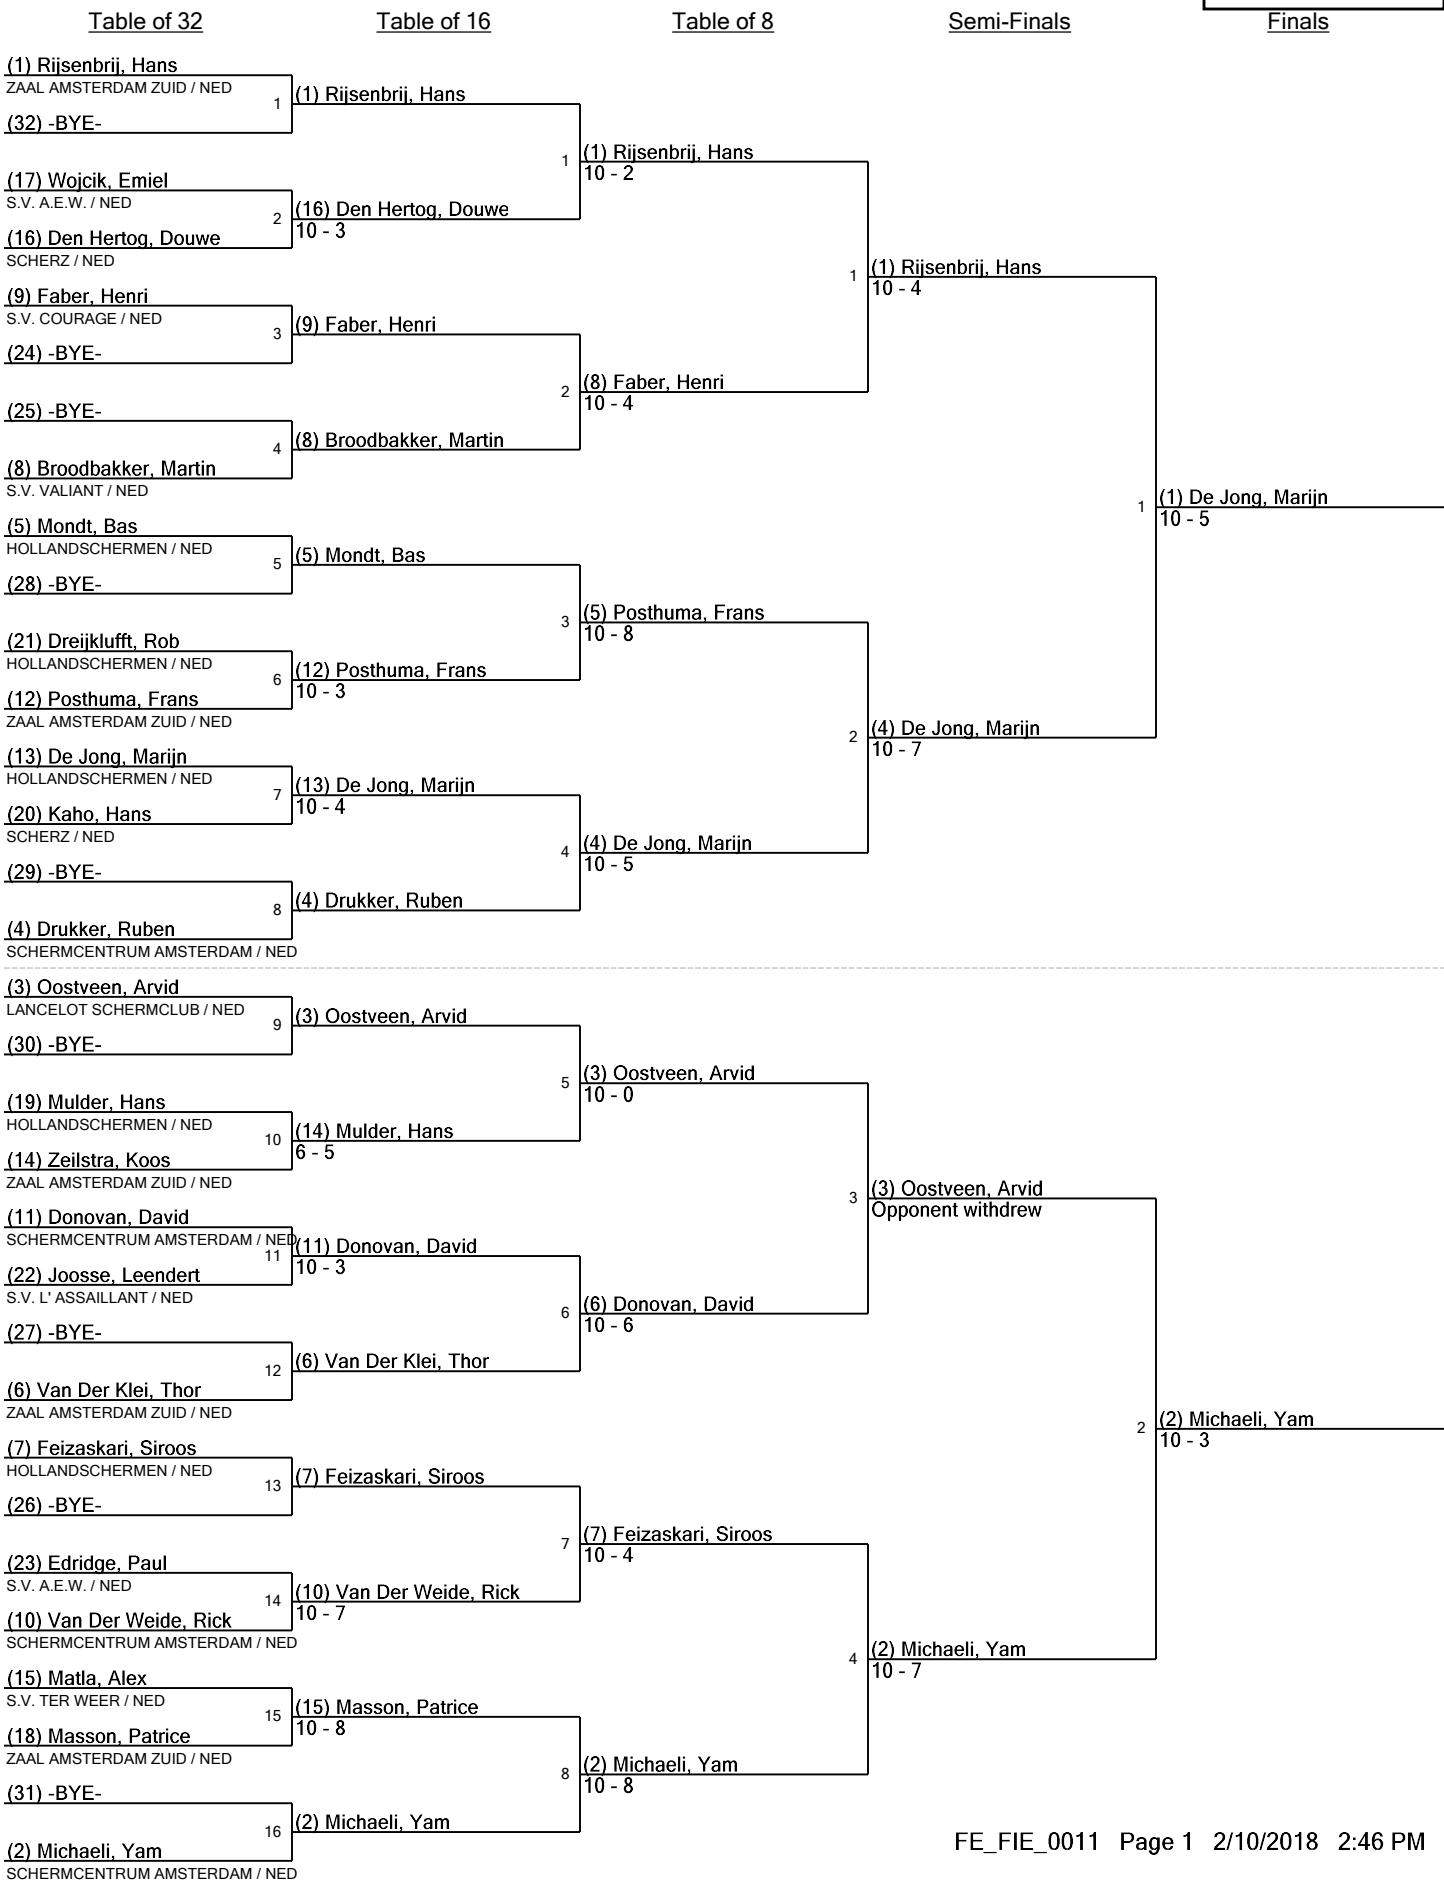 Table of 32 Table of 16 Table of 8 Semi-Finals Finals
(1) Rijsenbrij, Hans
ZAAL AMSTERDAM ZUID / NED
1
(32) -BYE-
(17) Wojcik, Emiel
S.V. A.E.W. / NED
2
(16) Den Hertog, Douwe
SCHERZ / NED
(9) Faber, Henri
S.V. COURAGE / NED
3
(24) -BYE-
(25) -BYE-
4
(8) Broodbakker, Martin
S.V. VALIANT / NED
(5) Mondt, Bas
HOLLANDSCHERMEN / NED
5
(28) -BYE-
(21) Dreijklufft, Rob
HOLLANDSCHERMEN / NED
6
(12) Posthuma, Frans
ZAAL AMSTERDAM ZUID / NED
(13) De Jong, Marijn
HOLLANDSCHERMEN / NED
7
(20) Kaho, Hans
SCHERZ / NED
(29) -BYE-
8
(4) Drukker, Ruben
SCHERMCENTRUM AMSTERDAM / NED
(3) Oostveen, Arvid
LANCELOT SCHERMCLUB / NED
9
(30) -BYE-
(19) Mulder, Hans
HOLLANDSCHERMEN / NED
10
(14) Zeilstra, Koos
ZAAL AMSTERDAM ZUID / NED
(11) Donovan, David
SCHERMCENTRUM AMSTERDAM / NED
11
(22) Joosse, Leendert
S.V. L' ASSAILLANT / NED
(27) -BYE-
12
(6) Van Der Klei, Thor
ZAAL AMSTERDAM ZUID / NED
(7) Feizaskari, Siroos
HOLLANDSCHERMEN / NED
13
(26) -BYE-
(23) Edridge, Paul
S.V. A.E.W. / NED
14
(10) Van Der Weide, Rick
SCHERMCENTRUM AMSTERDAM / NED
(15) Matla, Alex
S.V. TER WEER / NED
15
(18) Masson, Patrice
ZAAL AMSTERDAM ZUID / NED
(31) -BYE-
16
(2) Michaeli, Yam
SCHERMCENTRUM AMSTERDAM / NED
(1) Rijsenbrij, Hans
1
(16) Den Hertog, Douwe
10 - 3
(9) Faber, Henri
2
(8) Broodbakker, Martin
(5) Mondt, Bas
3
(12) Posthuma, Frans
10 - 3
(13) De Jong, Marijn
10 - 4
4
(4) Drukker, Ruben
(3) Oostveen, Arvid
5
(14) Mulder, Hans
6 - 5
(11) Donovan, David
10 - 3
6
(6) Van Der Klei, Thor
(7) Feizaskari, Siroos
7
(10) Van Der Weide, Rick
10 - 7
(15) Masson, Patrice
10 - 8
8
(2) Michaeli, Yam
(1) Rijsenbrij, Hans
10 - 2
1
(8) Faber, Henri
10 - 4
(5) Posthuma, Frans
10 - 8
2
(4) De Jong, Marijn
10 - 5
(3) Oostveen, Arvid
10 - 0
3
(6) Donovan, David
10 - 6
(7) Feizaskari, Siroos
10 - 4
4
(2) Michaeli, Yam
10 - 8
(1) Rijsenbrij, Hans
10 - 4
1
(4) De Jong, Marijn
10 - 7
(3) Oostveen, Arvid
Opponent withdrew
2
(2) Michaeli, Yam
10 - 7
(1) De Jong, Marijn
10 - 5
(2) Michaeli, Yam
10 - 3
FE_FIE_0011 Page 1 2/10/2018 2:46 PM